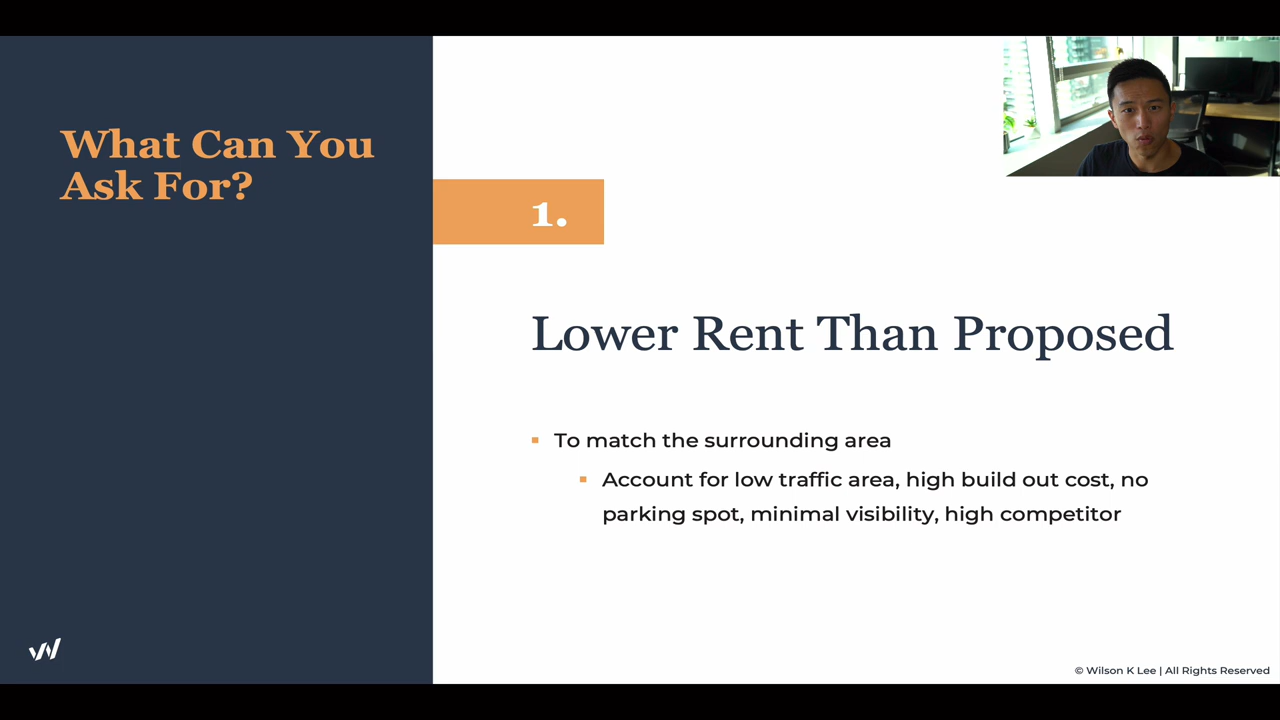 What Can You
Ask For?
1.
Lower Rent Than Proposed
▪ To match the surrounding area
▪ Account for low traffic area, high build out cost, no
parking spot, minimal visibility, high competitor
© Wilson K Lee | All Rights Reserved